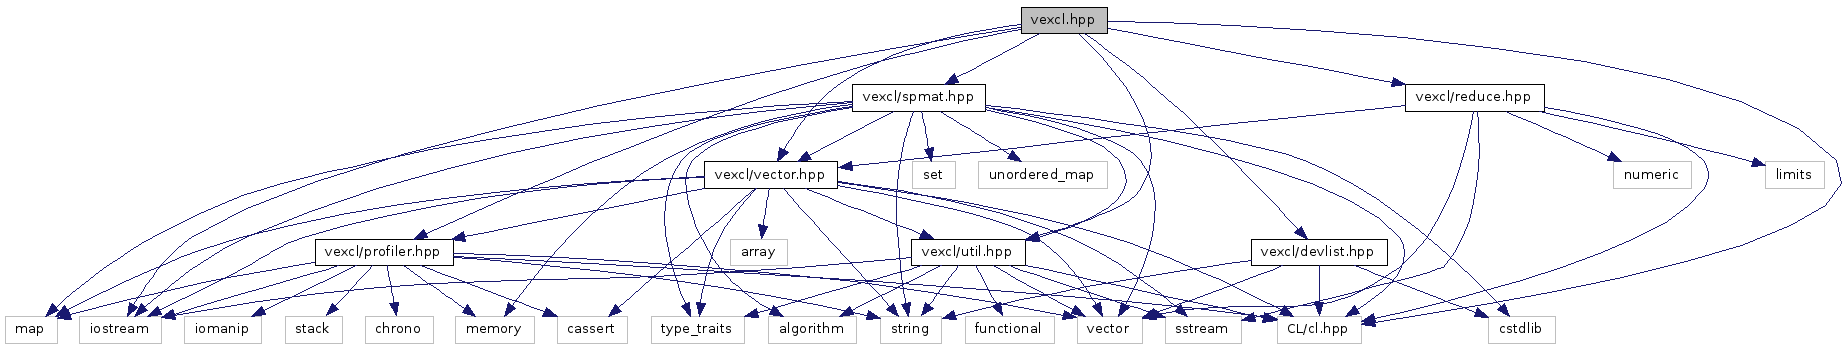 vexcl.hpp
vexcl/spmat.hpp
vexcl/reduce.hpp
vexcl/vector.hpp
set
unordered_map
numeric
limits
vexcl/profiler.hpp
array
vexcl/util.hpp
vexcl/devlist.hpp
map
iostream
iomanip
stack
chrono
memory
cassert
type_traits
algorithm
string
functional
vector
sstream
CL/cl.hpp
cstdlib